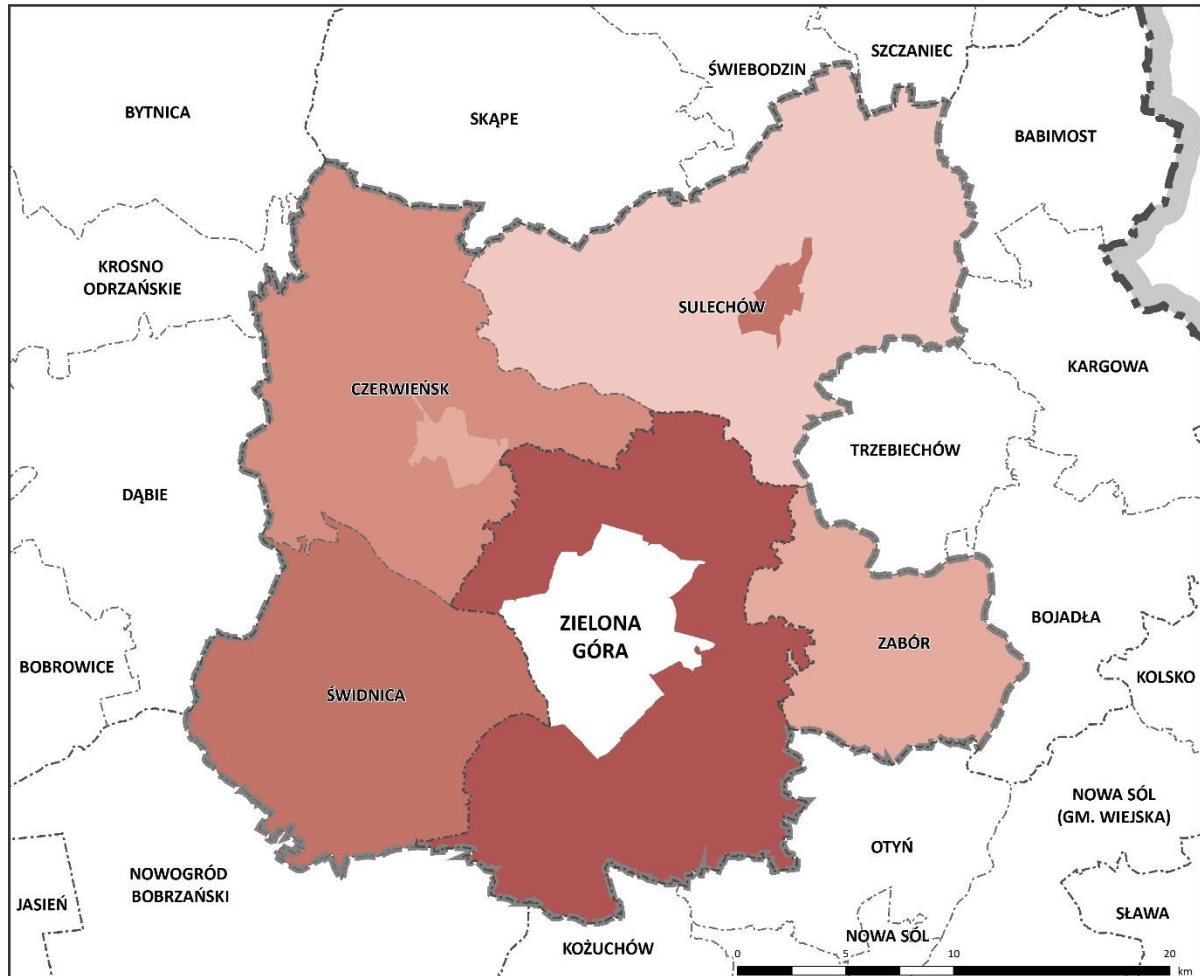 SZCZANIEC
ŚWIEBODZIN
BYTNICA
SKĄPE
BABIMOST
KROSNO
ODRZAŃSKIE
SULECHÓW
KARGOWA
CZERWIEŃSK
TRZEBIECHÓW
DĄBIE
ZIELONA
GÓRA
BOJADŁA
ZABÓR
BOBROWICE
KOLSKO
ŚWIDNICA
NOWA SÓL
(GM. WIEJSKA)
OTYŃ
NOWOGRÓD
BOBRZAŃSKI
JASIEŃ
SŁAWA
NOWA SÓL
KOŻUCHÓW
0 5 10 20
km